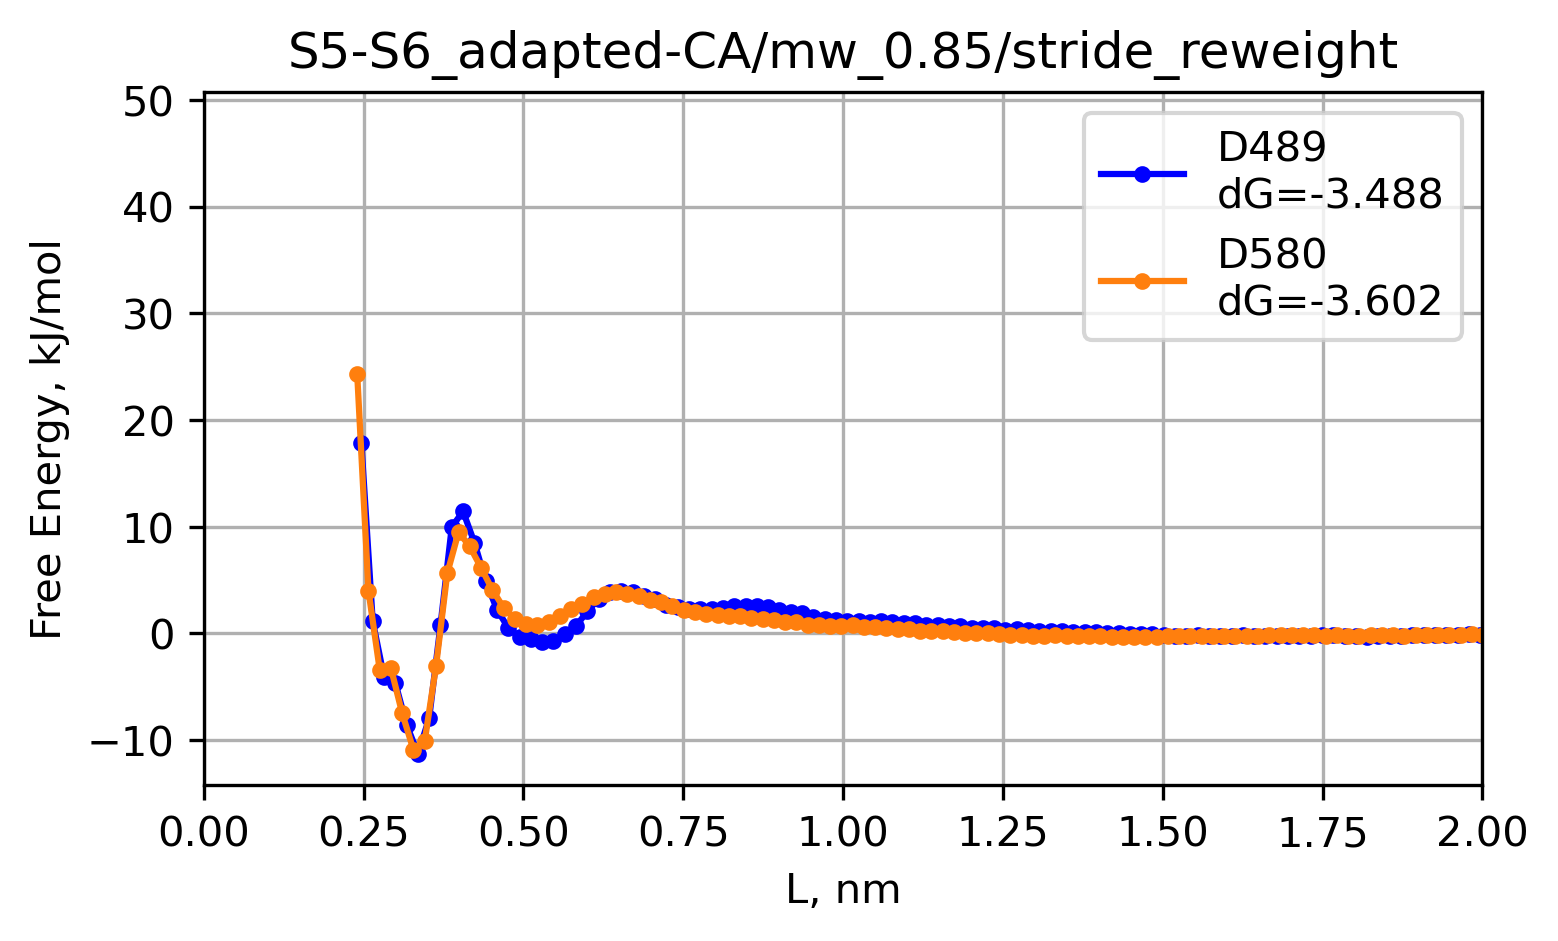 S5-S6_adapted-CA/mw_0.85/stride_reweight
50
40
30
20
10
0
−10
Free Energy, kJ/mol
D489
dG=-3.488
D580
dG=-3.602
0.00 0.25 0.50 0.75 1.00 1.25 1.50 1.75 2.00
L, nm